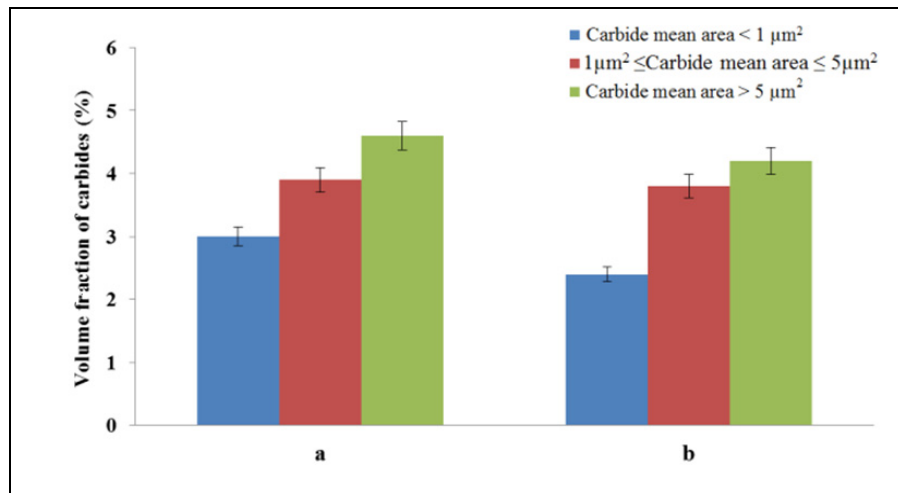 Carbide mean area < 1 µm²
1µm² ≤Carbide mean area ≤ 5µm²
Carbide mean area > 5 µm²
Volume fraction of carbides (%)
6
5
4
3
2
1
0
a
b